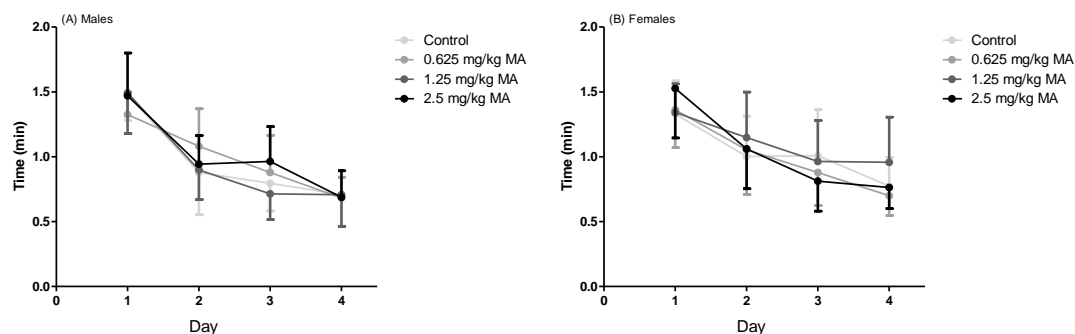 (A) Males
2.0
1.5
1.0
0.5
0.0
Time (min)
0
1
2
3
4
Day
Control
0.625 mg/kg MA
1.25 mg/kg MA
2.5 mg/kg MA
(B) Females
2.0
1.5
1.0
0.5
0.0
Time (min)
0
1
2
3
4
Day
Control
0.625 mg/kg MA
1.25 mg/kg MA
2.5 mg/kg MA